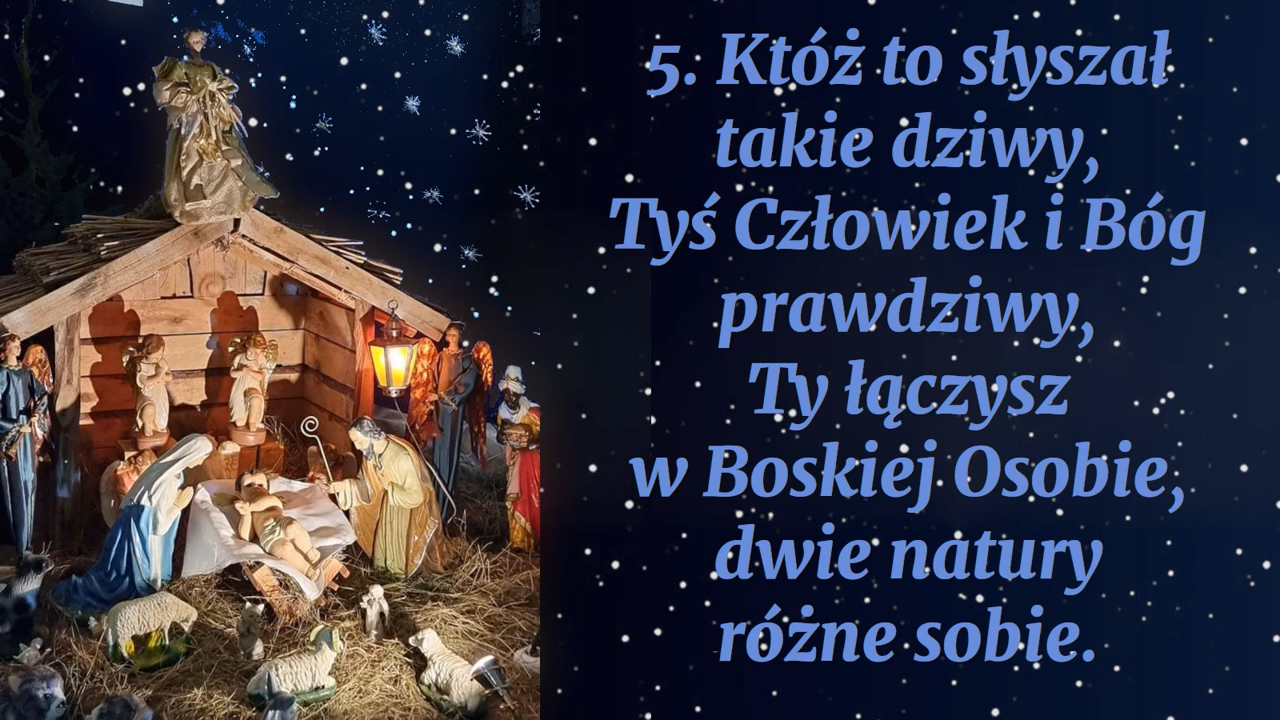 5. Któż to słyszał
takie dziwy,
Tyś Człowiek i Bóg
prawdziwy,
Ty łączysz
w Boskiej Osobie,
dwie natury
różne sobie.